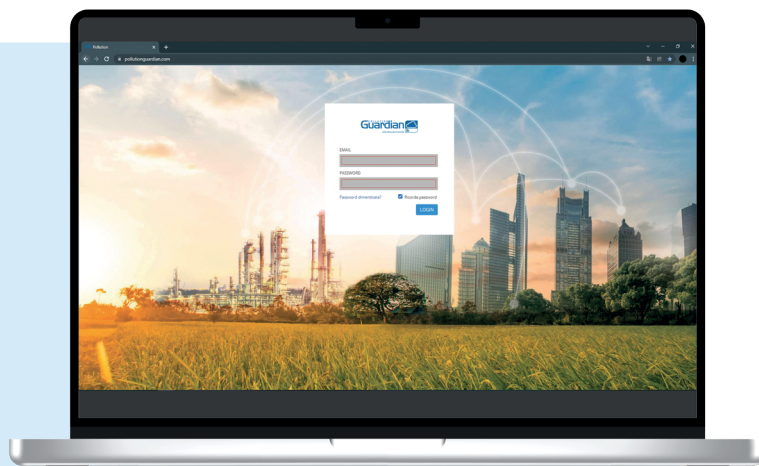 Pollution
pollutionguardian.com
Guardian
EMAIL
PASSWORD
Password dimenticata?
Ricorda password
LOGIN